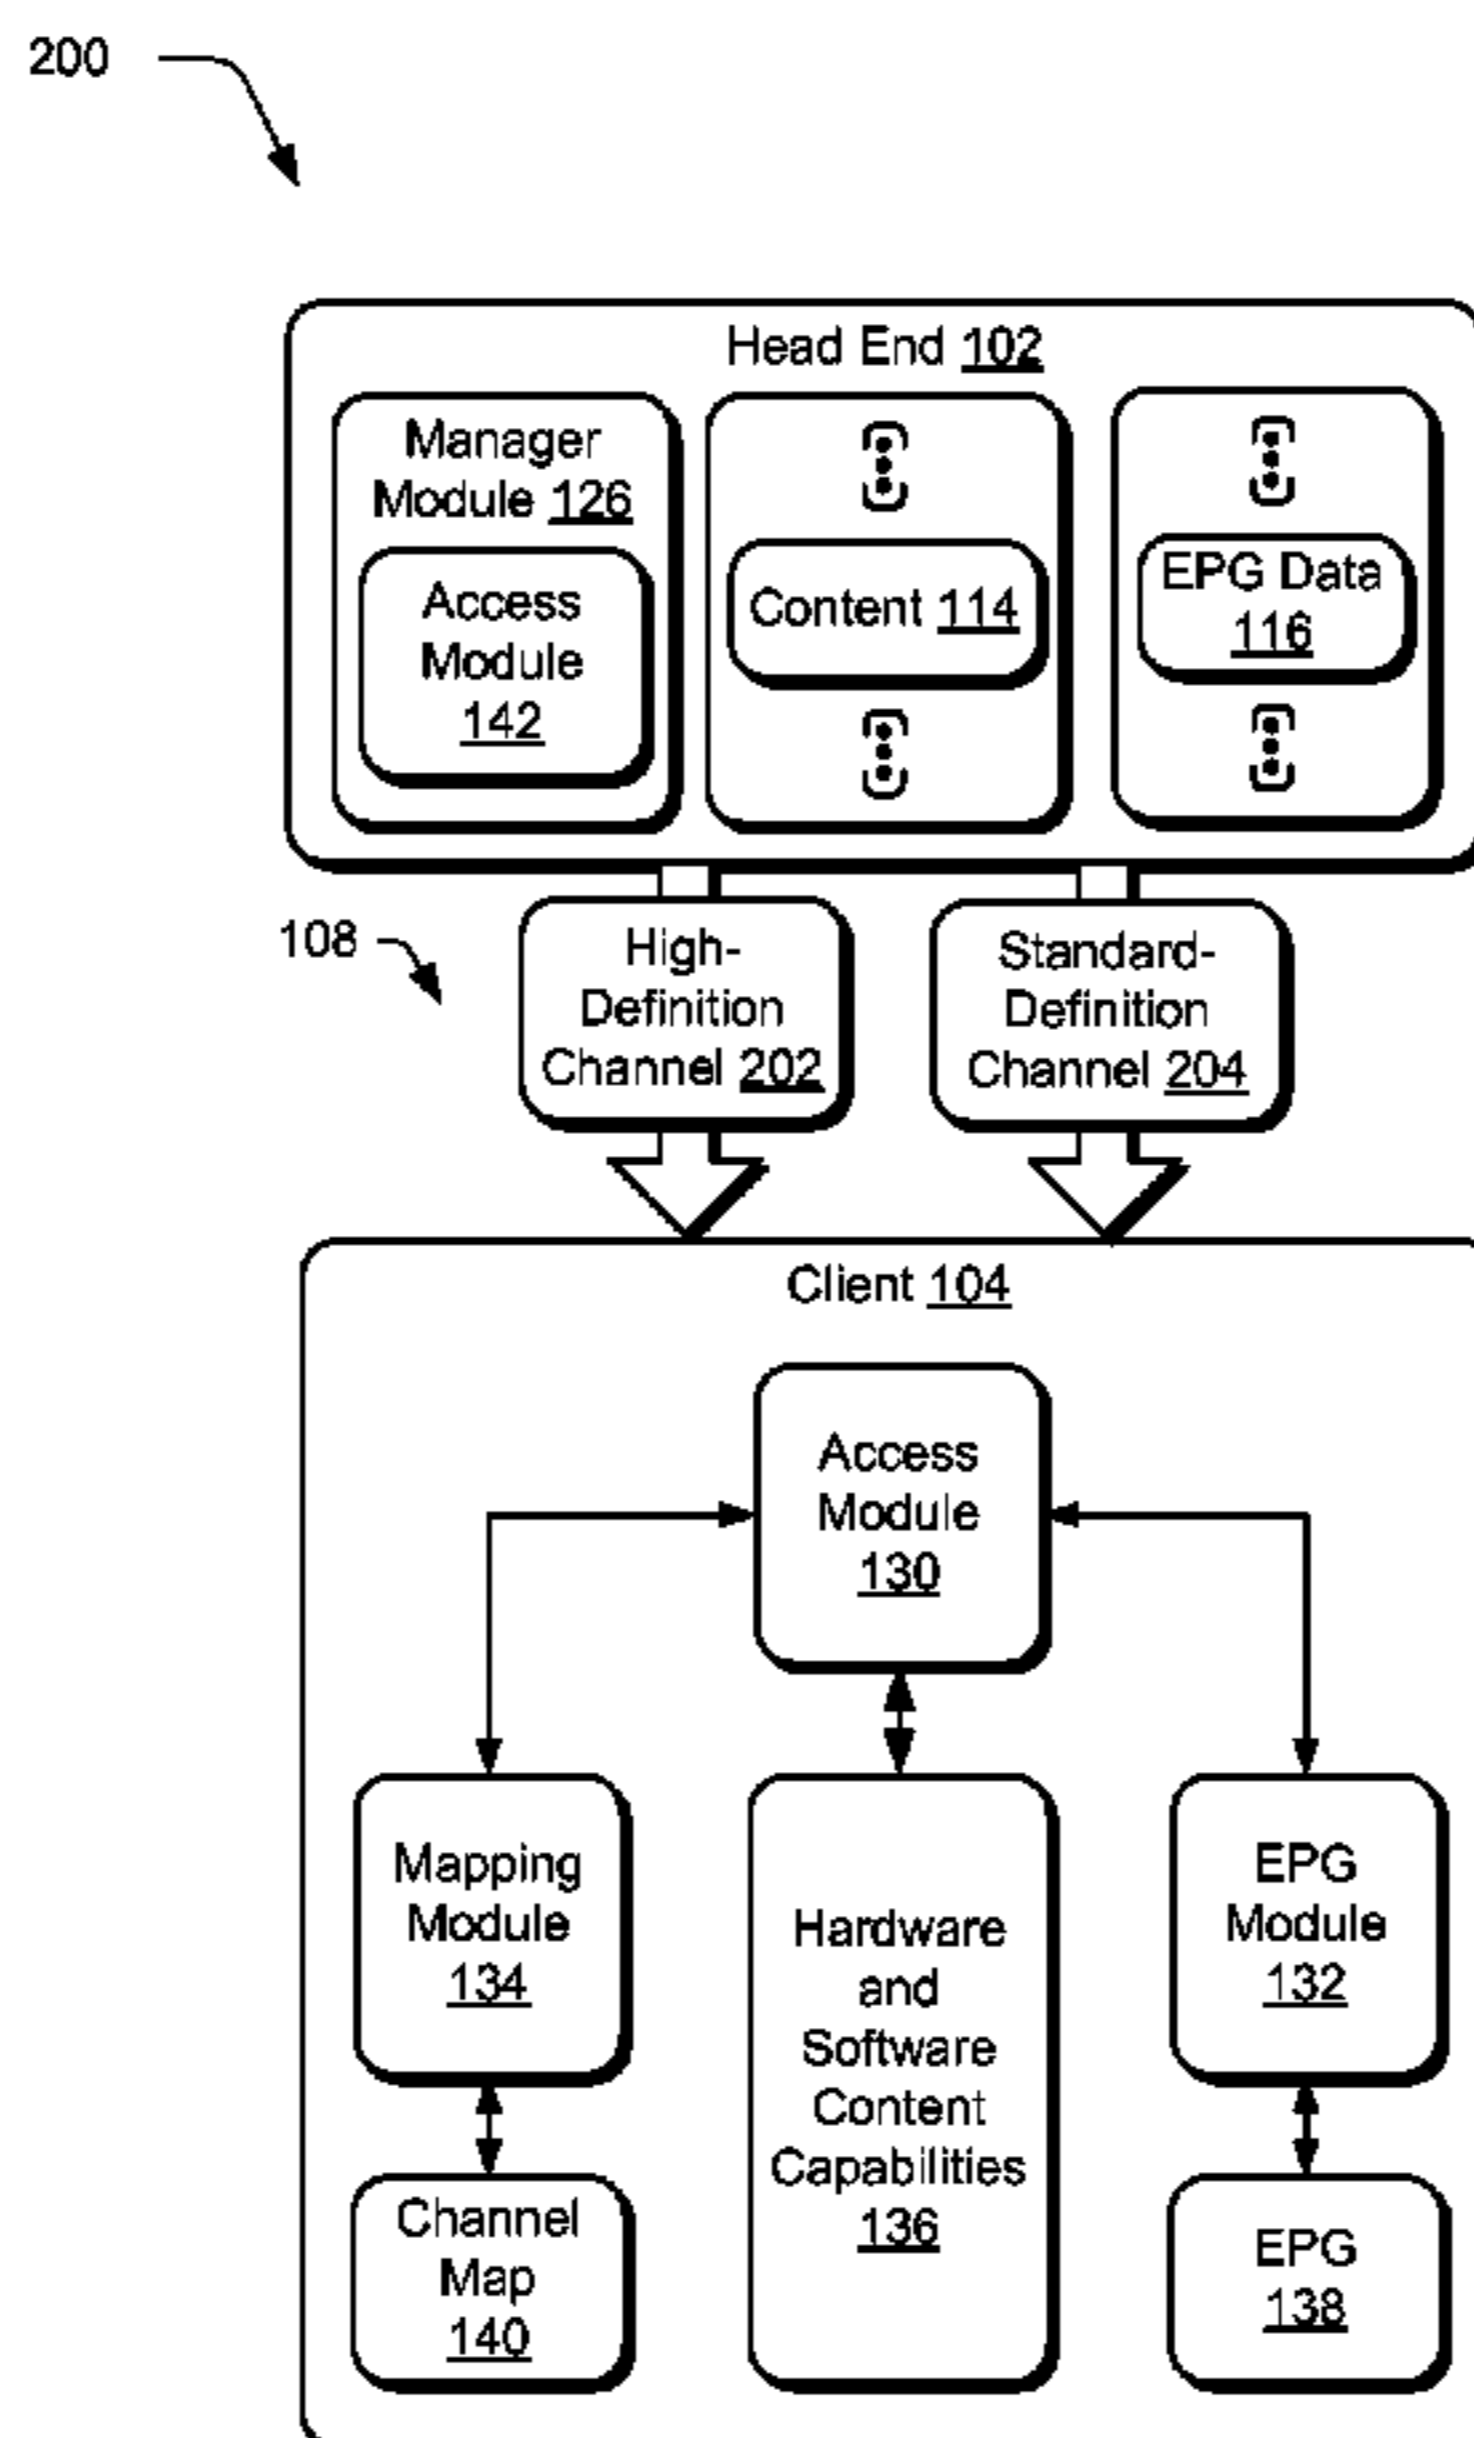 200
Head End 102
Manager
Module 126
Access
Module
142
Content 114
EPG Data
116
108
High-
Definition
Channel 202
Standard-
Definition
Channel 204
Client 104
Access
Module
130
Mapping
Module
134
Hardware
and
Software
Content
Capabilities
136
EPG
Module
132
Channel
Map
140
EPG
138